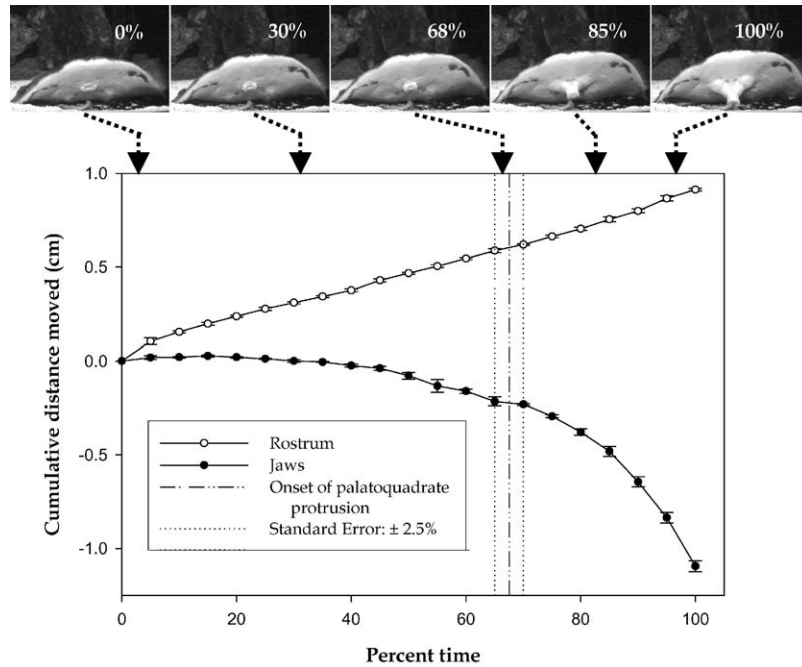 0%
30%
68%
85%
100%
1.0
0.5
0.0
-0.5
-1.0
Cumulative distance moved (cm)
Rostrum
Jaws
Onset of palatoquadrate
protrusion
Standard Error: ± 2.5%
0 20 40 60 80 100
Percent time